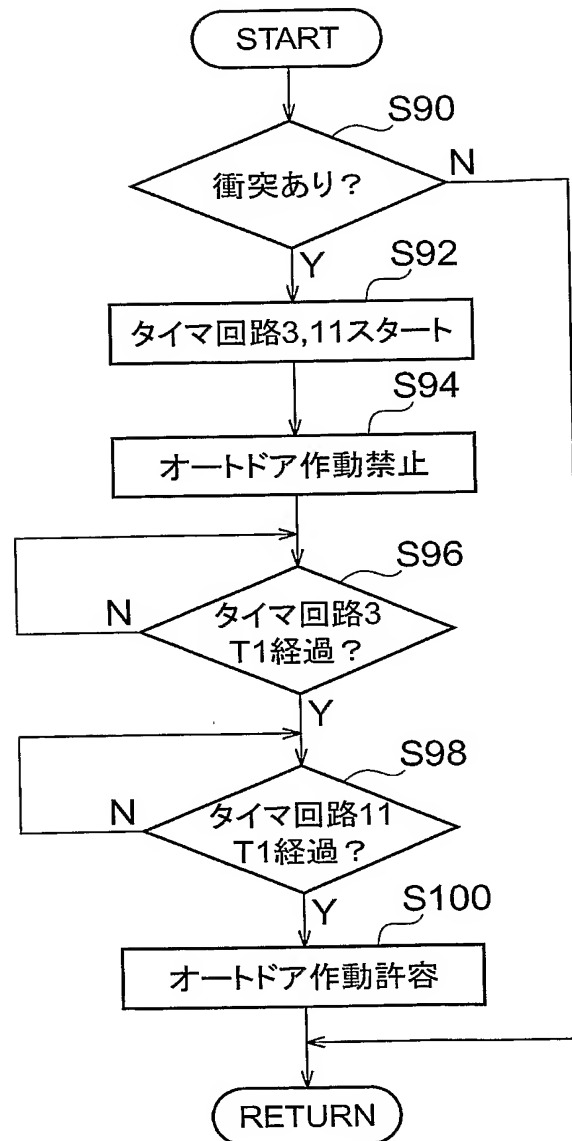 START
S90
衝突あり？
N
Y
S92
タイマ回路3,11スタート
S94
オートドア作動禁止
S96
N
タイマ回路3
T1経過？
Y
S98
N
タイマ回路11
T1経過？
Y
S100
オートドア作動許容
RETURN